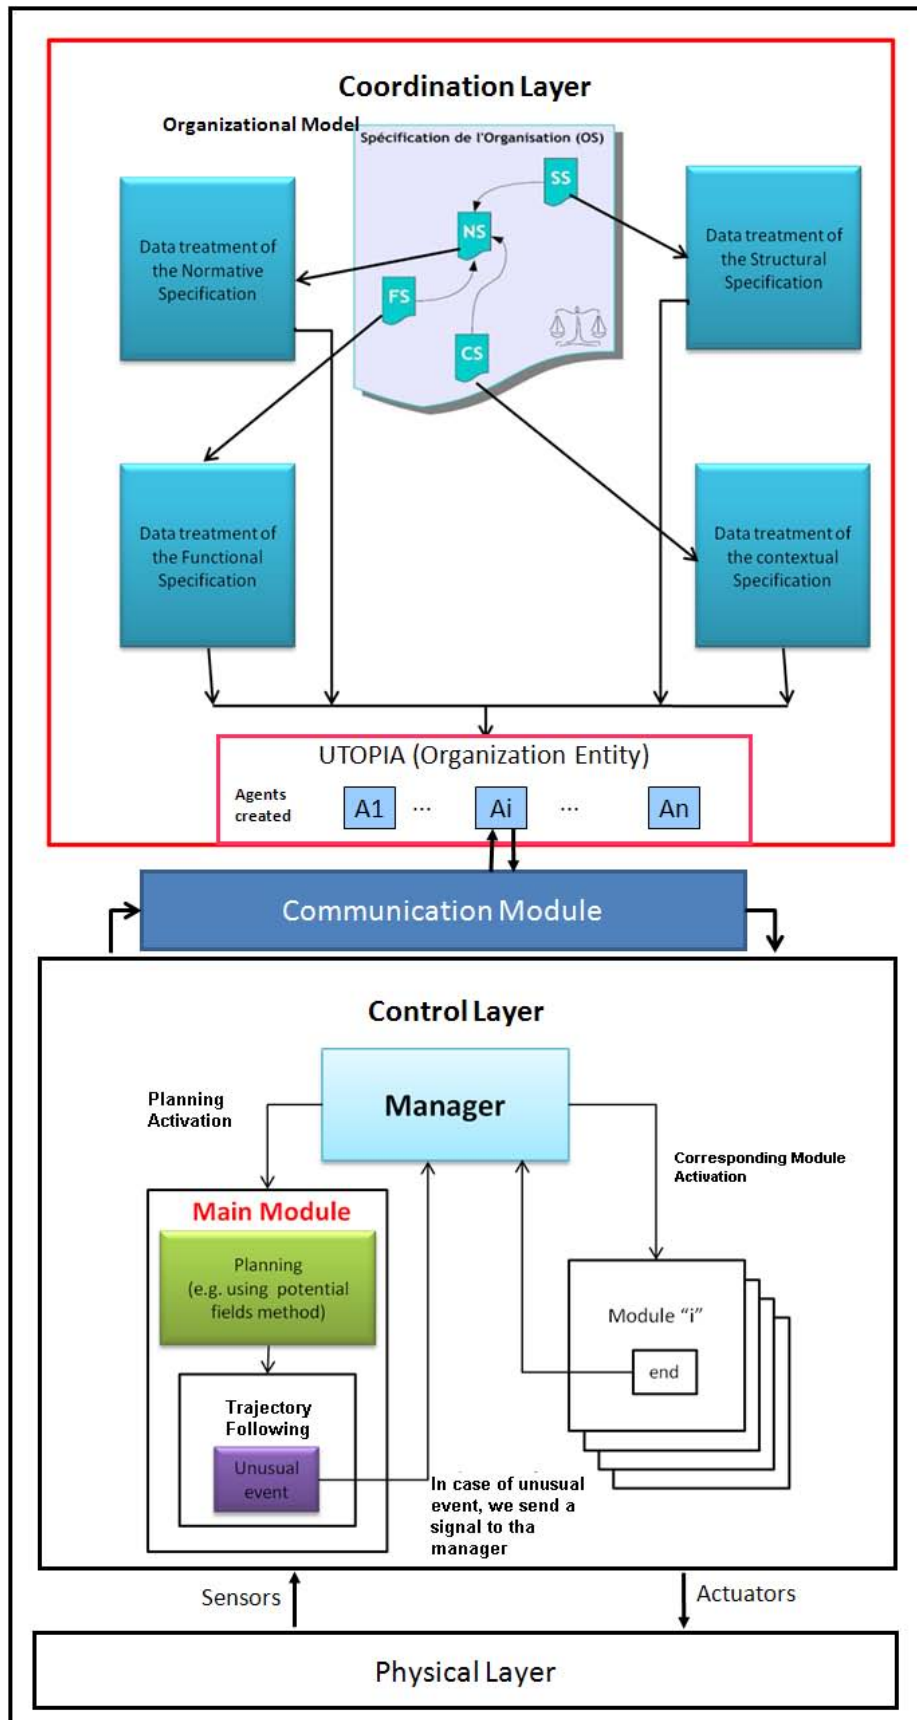 Coordination Layer
Organizational Model
Spécification de l'Organisation (OS)
SS
NS
FS
CS
Data treatment of
the Normative
Specification
Data treatment of
the Structural
Specification
Data treatment of
the Functional
Specification
Data treatment of
the contextual
Specification
UTOPIA (Organization Entity)
Agents
created
A1
...
Ai
...
An
Communication Module
Control Layer
Manager
Planning
Activation
Corresponding Module
Activation
Main Module
Planning
(e.g. using potential
fields method)
Module "i"
end
Trajectory
Following
Unusual
event
In case of unusual
event, we send a
signal to tha
manager
Sensors
Actuators
Physical Layer